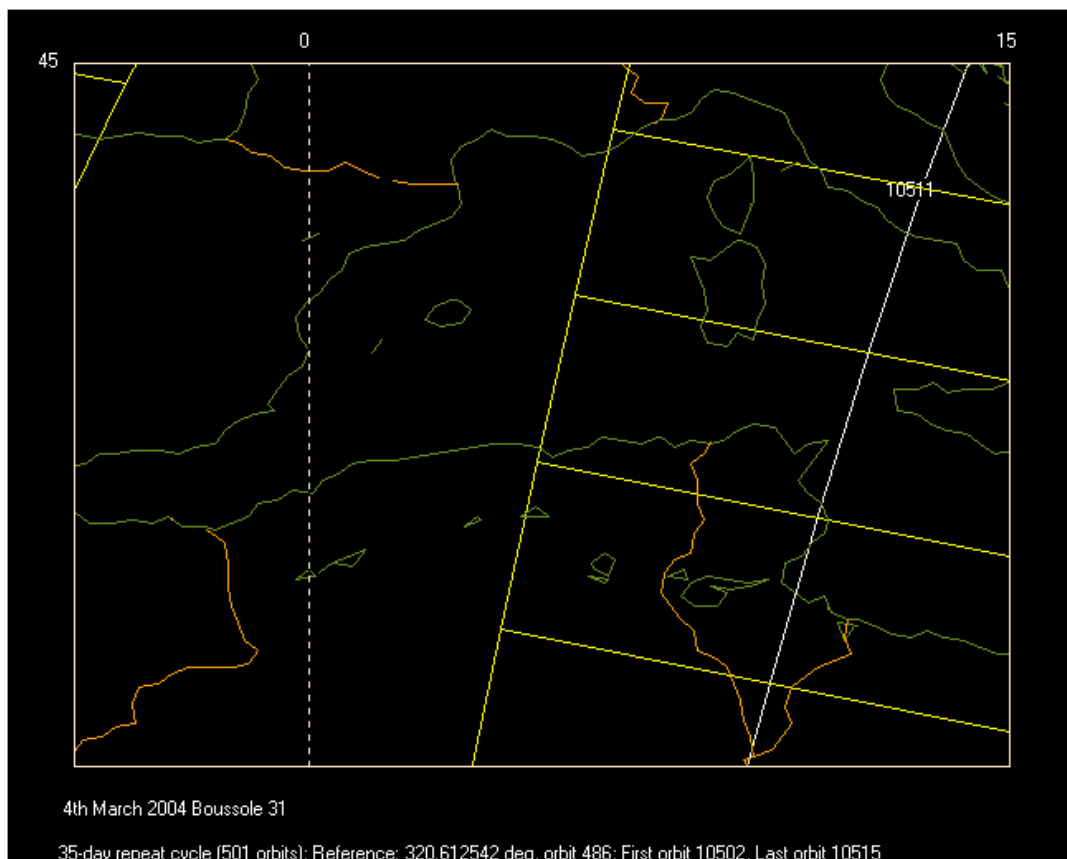 0 15
45
10511
4th March 2004 Boussole 31
35-day repeat cycle (501 orbits): Reference: 320.612542 deg, orbit 486; First orbit 10502, Last orbit 10515